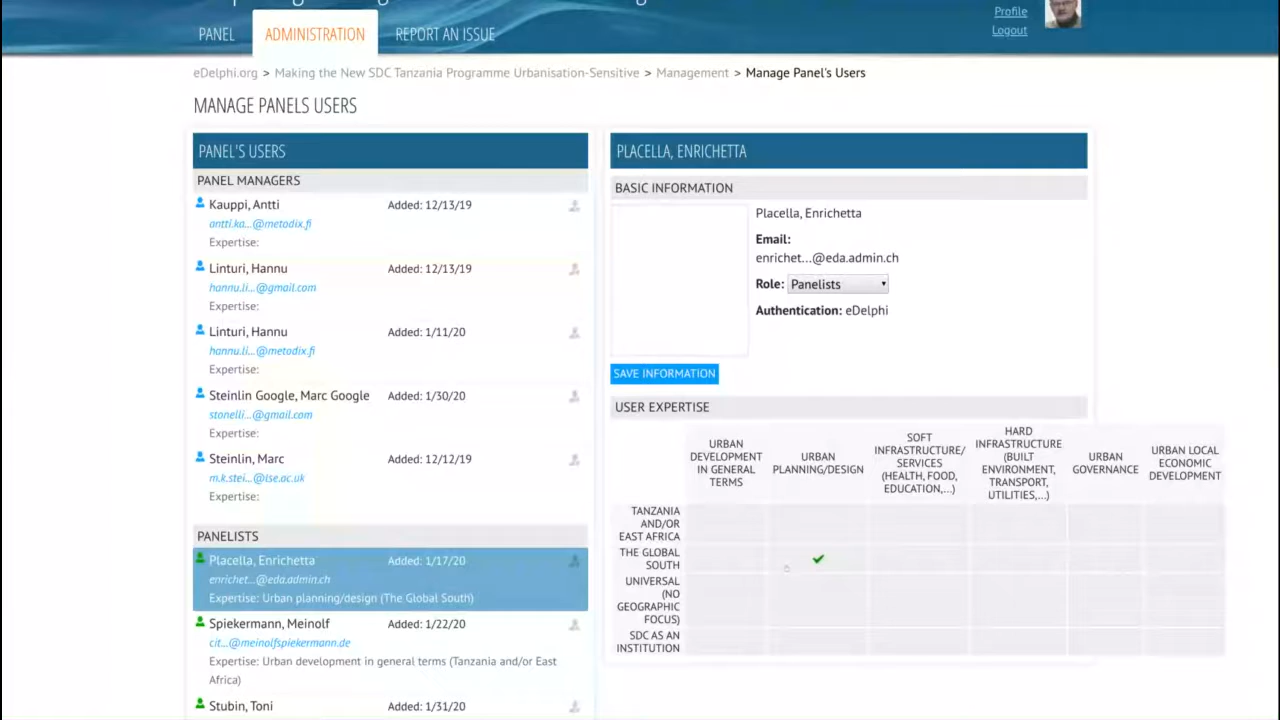 Profile
PANEL ADMINISTRATION REPORT AN ISSUE
Logout
eDelphi.org > Making the New SDC Tanzania Programme Urbanisation-Sensitive > Management > Manage Panel's Users
MANAGE PANELS USERS
PANEL'S USERS
PANEL MANAGERS
Kauppi, Antti Added: 12/13/19
antti.ka...@metodix.fi
Expertise:
Linturi, Hannu Added: 12/13/19
hannu.li...@gmail.com
Expertise:
Linturi, Hannu Added: 1/11/20
hannu.li...@metodix.fi
Expertise:
Steinlin Google, Marc Google Added: 1/30/20
stonelli...@gmail.com
Expertise:
Steinlin, Marc Added: 12/12/19
m.k.stei...@lse.ac.uk
Expertise:
PANELISTS
Placella, Enrichetta Added: 1/17/20
enrichet...@eda.admin.ch
Expertise: Urban planning/design (The Global South)
Spiekermann, Meinolf Added: 1/22/20
cit...@meinolfspiekermann.de
Expertise: Urban development in general terms (Tanzania and/or East
Africa)
Stubin, Toni Added: 1/31/20
PLACELLA, ENRICHETTA
BASIC INFORMATION
Placella, Enrichetta
Email:
enrichet...@eda.admin.ch
Role: Panelists
Authentication: eDelphi
SAVE INFORMATION
USER EXPERTISE
URBAN
DEVELOPMENT
IN GENERAL
TERMS
URBAN
PLANNING/DESIGN
SOFT
INFRASTRUCTURE/
SERVICES
(HEALTH, FOOD,
EDUCATION,...)
HARD
INFRASTRUCTURE
(BUILT
ENVIRONMENT,
TRANSPORT,
UTILITIES,...)
URBAN
GOVERNANCE
URBAN LOCAL
ECONOMIC
DEVELOPMENT
TANZANIA
AND/OR
EAST AFRICA
THE GLOBAL
SOUTH
UNIVERSAL
(NO
GEOGRAPHIC
FOCUS)
SDC AS AN
INSTITUTION